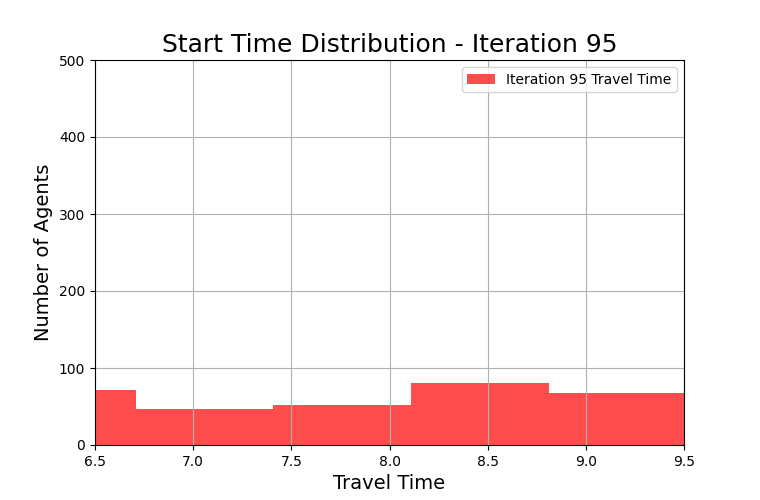 Start Time Distribution - Iteration 95
Iteration 95 Travel Time
Number of Agents
500
400
300
200
100
0
6.5 7.0 7.5 8.0 8.5 9.0 9.5
Travel Time